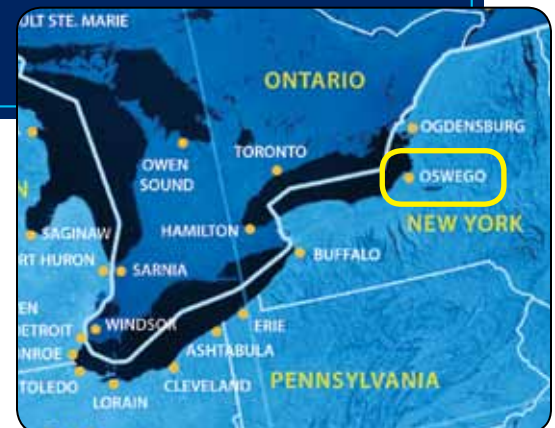 ULT STE. MARIE
ONTARIO
OGDENSBURG
OWEN
SOUND
TORONTO
OSWEGO
N
NEW YORK
SAGINAW
HAMILTON
BUFFALO
RT HURON
SARNIA
EN
DETROIT
WINDSOR
ERIE
NROE
ASHTABULA
TOLEDO
CLEVELAND
PENNSYLVANIA
LORAIN